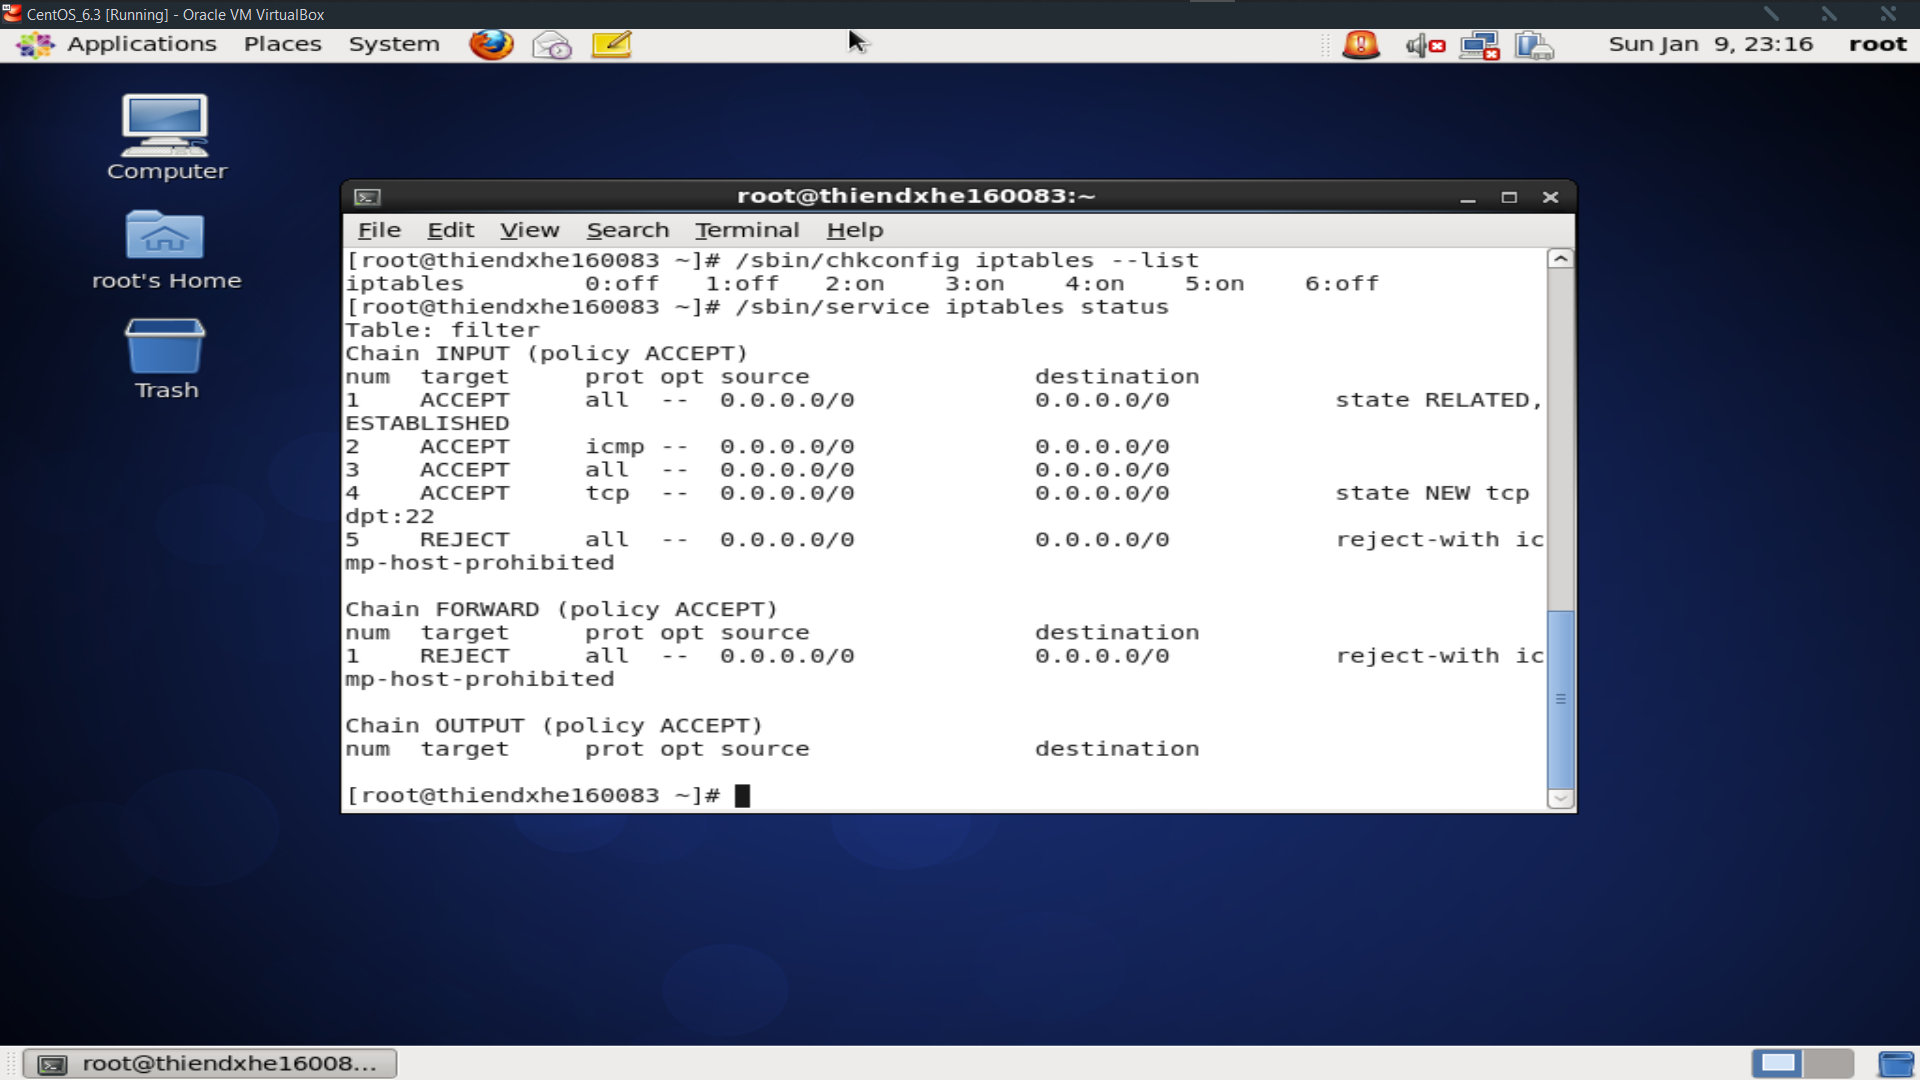 CentOS_6.3 [Running] - Oracle VM VirtualBox
Applications Places System Sun Jan 9, 23:16 root
Computer
root's Home
Trash
root@thiendxhe160083:~
File Edit View Search Terminal Help
[root@thiendxhe160083 ~]# /sbin/chkconfig iptables --list
iptables        0:off   1:off   2:on    3:on    4:on    5:on    6:off
[root@thiendxhe160083 ~]# /sbin/service iptables status
Table: filter
Chain INPUT (policy ACCEPT)
num  target     prot opt source               destination
1    ACCEPT     all  --  0.0.0.0/0            0.0.0.0/0           state RELATED,
ESTABLISHED
2    ACCEPT     icmp --  0.0.0.0/0            0.0.0.0/0
3    ACCEPT     all  --  0.0.0.0/0            0.0.0.0/0
4    ACCEPT     tcp  --  0.0.0.0/0            0.0.0.0/0           state NEW tcp
dpt:22
5    REJECT     all  --  0.0.0.0/0            0.0.0.0/0           reject-with ic
mp-host-prohibited
Chain FORWARD (policy ACCEPT)
num  target     prot opt source               destination
1    REJECT     all  --  0.0.0.0/0            0.0.0.0/0           reject-with ic
mp-host-prohibited
Chain OUTPUT (policy ACCEPT)
num  target     prot opt source               destination
[root@thiendxhe160083 ~]#
root@thiendxhe16008...